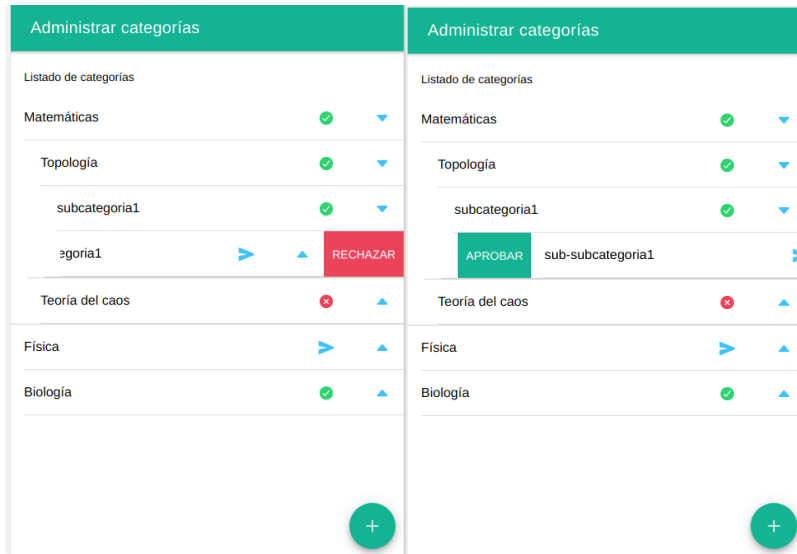 Administrar categorías
Listado de categorías
Matemáticas
Topología
subcategoria1
egoria1 RECHAZAR
Teoría del caos
Física
Biología
+
Administrar categorías
Listado de categorías
Matemáticas
Topología
subcategoria1
APROBAR sub-subcategoria1
Teoría del caos
Física
Biología
+